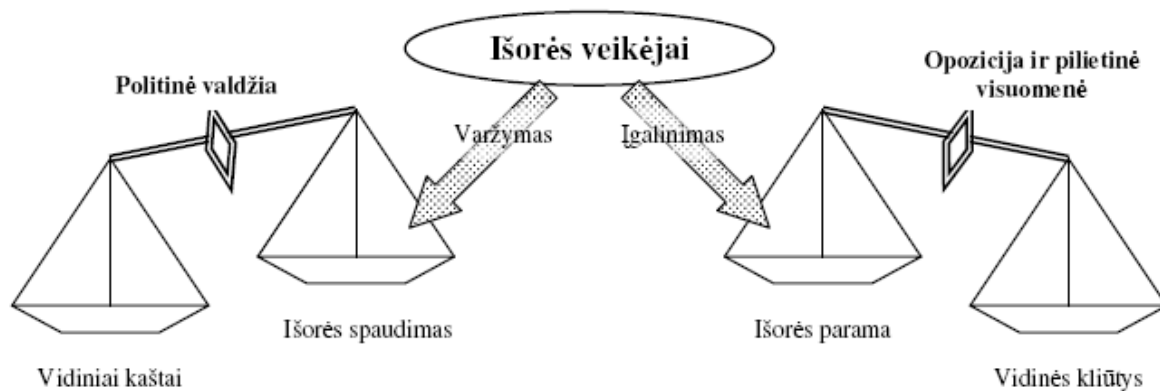 Išorės veikėjai
Politinė valdžia
Opozicija ir pilietinė
visuomenė
Varžymas
Įgalinimas
Išorės spaudimas
Išorės parama
Vidiniai kaštai
Vidinės kliūtys